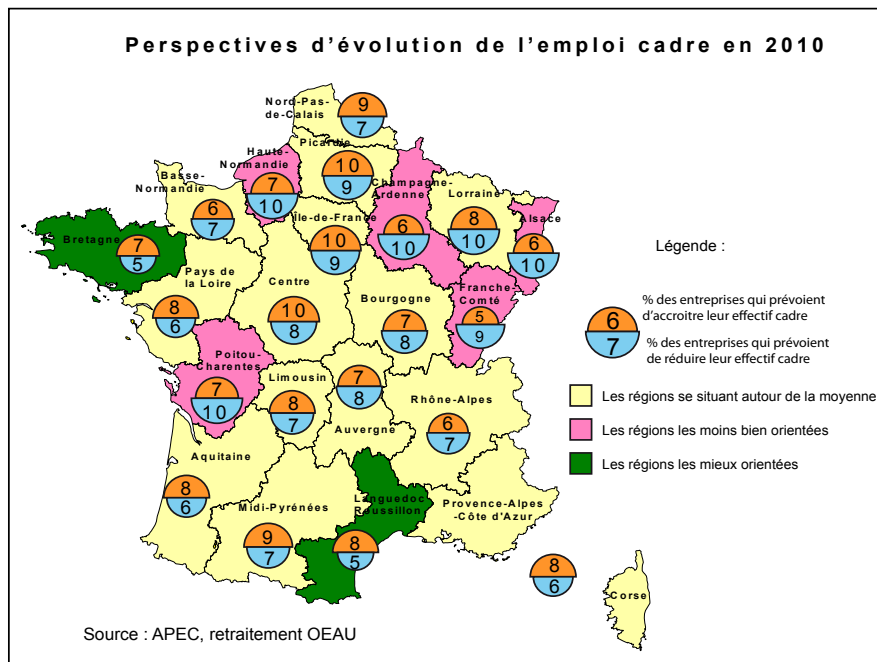 Perspectives d'évolution de l'emploi cadre en 2010
Nord-Pas-
de-Calais
9
7
Picardie
10
9
Haute-
Normandie
7
10
Basse-
Normandie
6
7
Champagne-
Ardenne
6
10
Lorraine
8
10
Alsace
6
10
Île-de-France
10
9
Bretagne
7
5
Pays de
la Loire
8
6
Centre
10
8
Bourgogne
7
8
Franche-
Comté
5
9
Poitou-
Charentes
7
10
Limousin
8
7
Auvergne
7
8
Rhône-Alpes
6
7
Aquitaine
8
6
Midi-Pyrénées
9
7
Languedoc
Roussillon
8
5
Provence-Alpes
-Côte d'Azur
8
6
Corse
Légende :
6
% des entreprises qui prévoient
d'accroitre leur effectif cadre
7
% des entreprises qui prévoient
de réduire leur effectif cadre
Les régions se situant autour de la moyenne
Les régions les moins bien orientées
Les régions les mieux orientées
Source : APEC, retraitement OEAU